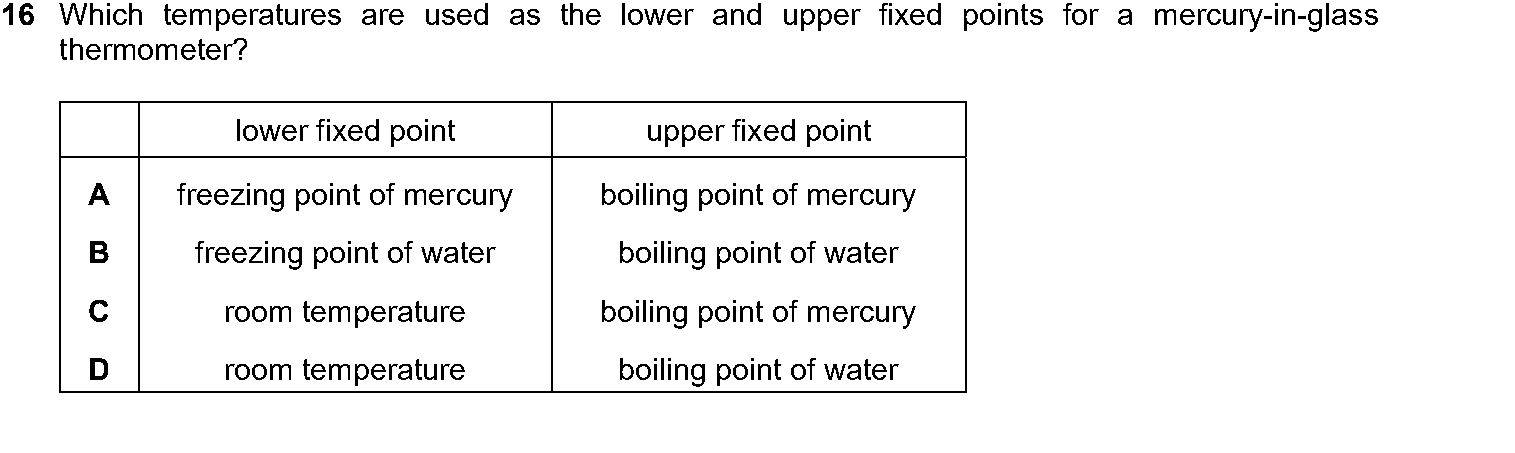 16 Which temperatures are used as the lower and upper fixed points for a mercury-in-glass
thermometer?
lower fixed point upper fixed point
A freezing point of mercury boiling point of mercury
B freezing point of water boiling point of water
C room temperature boiling point of mercury
D room temperature boiling point of water